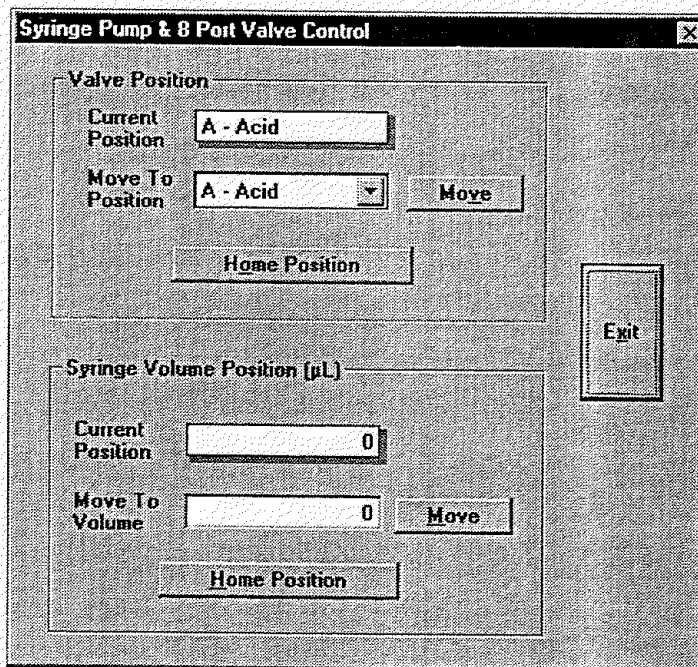 Syringe Pump & 8 Port Valve Control
Valve Position
Current
Position
A - Acid
Move To
Position
A - Acid
Move
Home Position
Exit
Syringe Volume Position (µL)
Current
Position
0
Move To
Volume
0
Move
Home Position